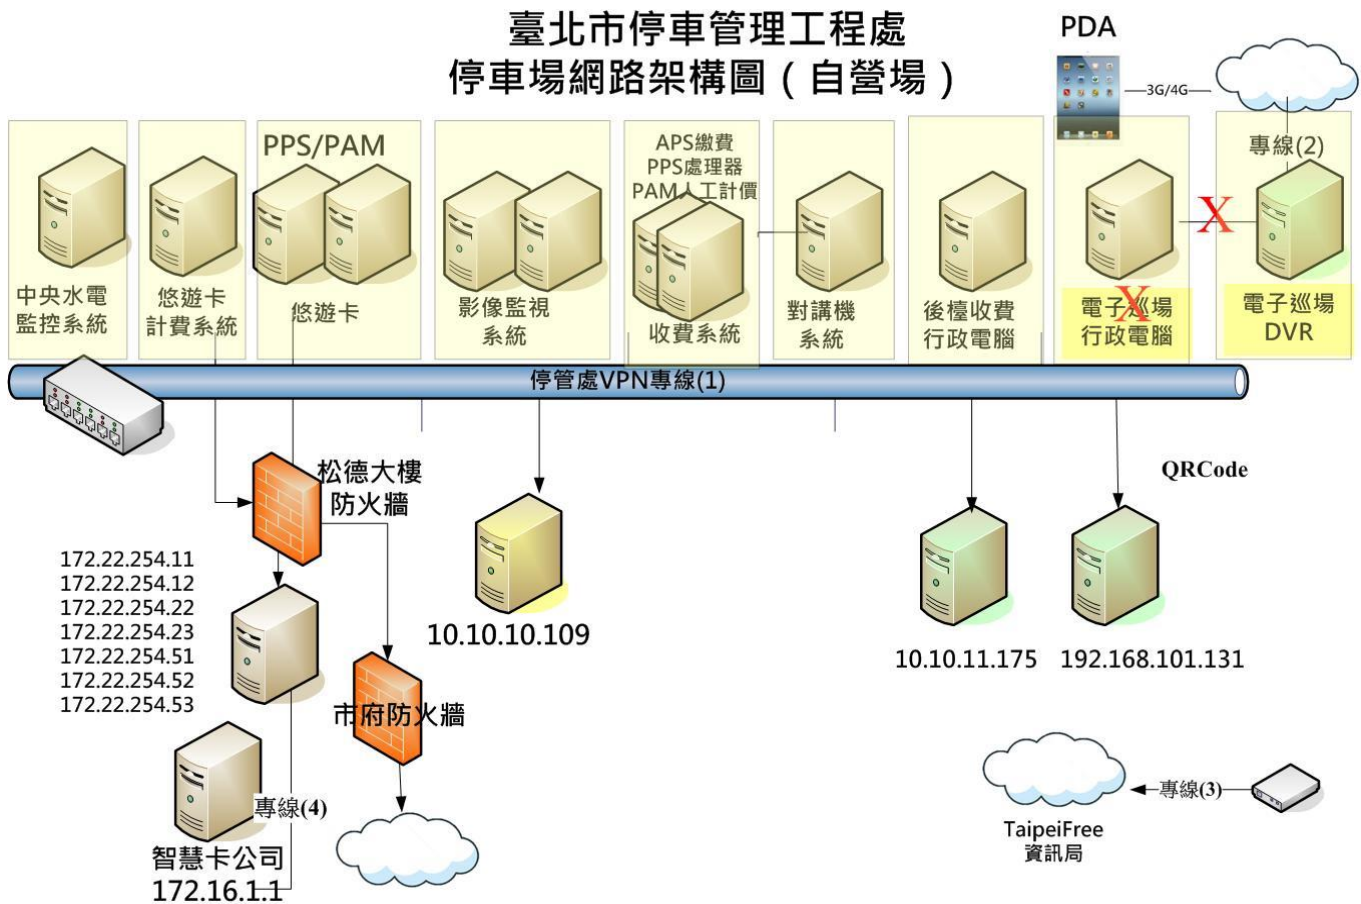 臺北市停車管理工程處
停車場網路架構圖（自營場）
PDA
3G/4G
專線(2)
PPS/PAM
APS繳費
PPS處理器
PAM人工計價
X
中央水電
監控系統
悠遊卡
計費系統
悠遊卡
影像監視
系統
收費系統
對講機
系統
後檯收費
行政電腦
電子巡場
行政電腦
X
電子巡場
DVR
停管處VPN專線(1)
松德大樓
防火牆
QRCode
172.22.254.11
172.22.254.12
172.22.254.22
172.22.254.23
172.22.254.51
172.22.254.52
172.22.254.53
10.10.10.109
10.10.11.175
192.168.101.131
市府防火牆
專線(4)
智慧卡公司
172.16.1.1
專線(3)
TaipeiFree
資訊局